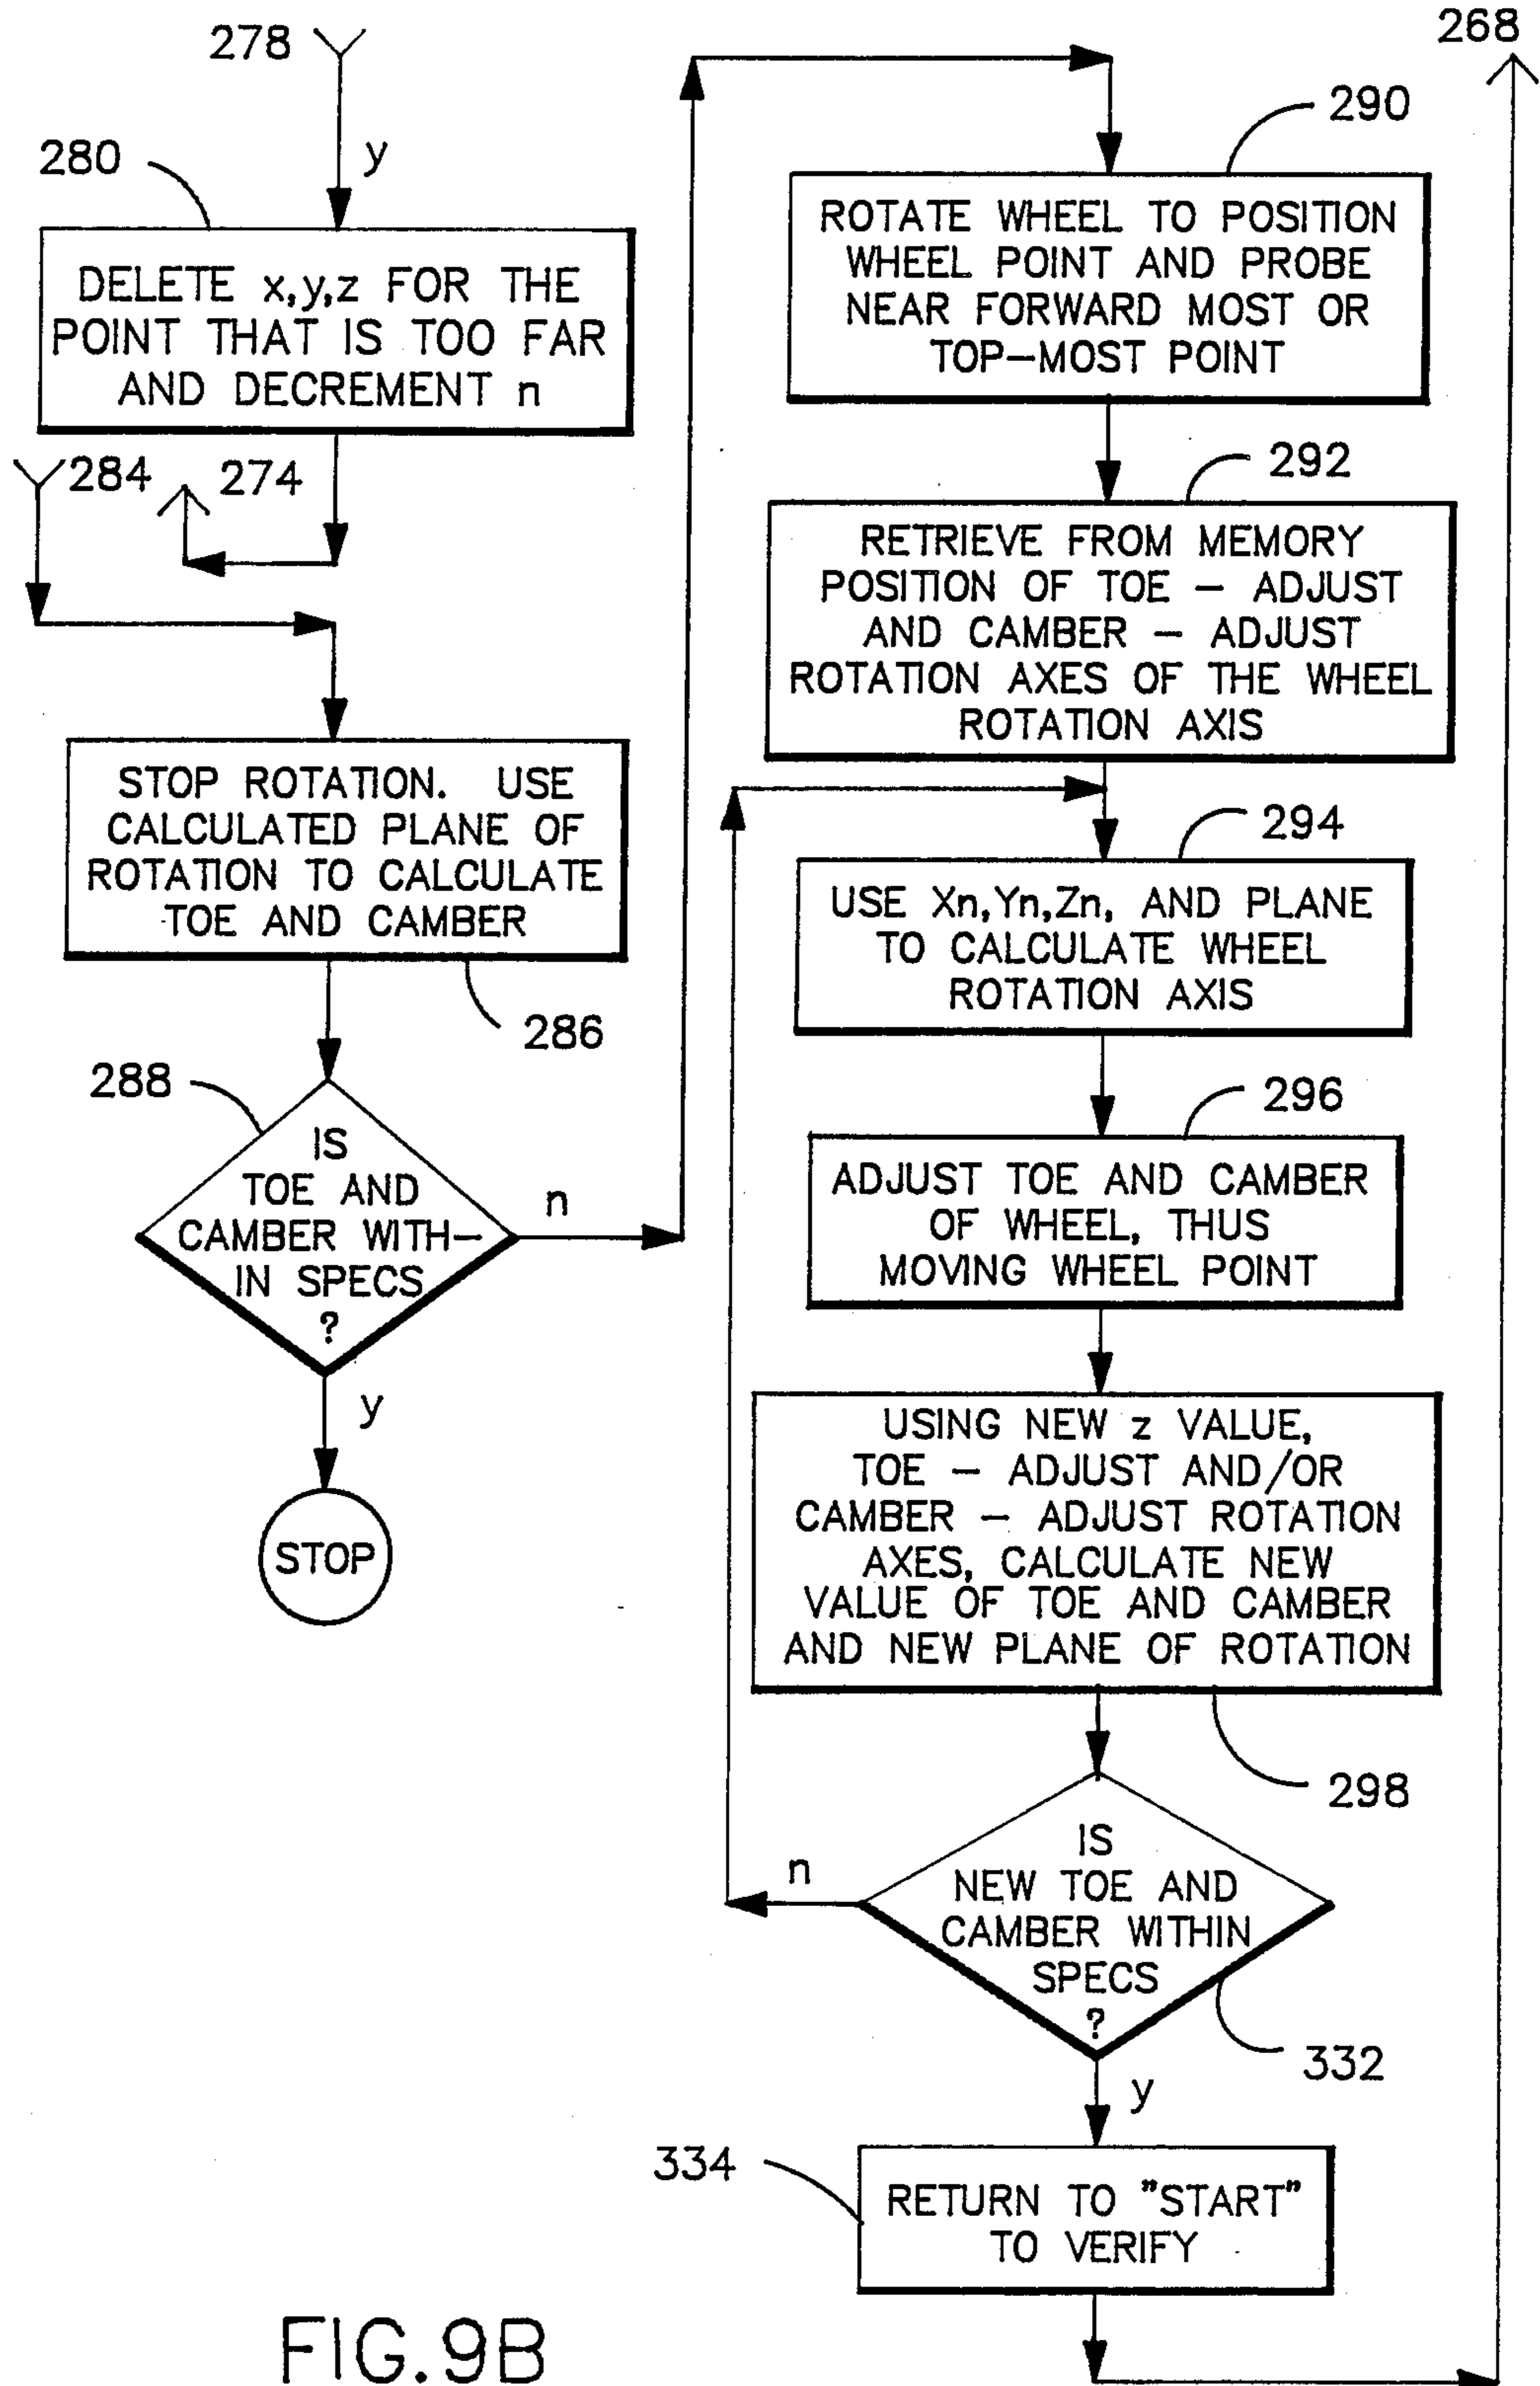 278
y
280
DELETE x,y,z FOR THE
POINT THAT IS TOO FAR
AND DECREMENT n
284
274
STOP ROTATION. USE
CALCULATED PLANE OF
ROTATION TO CALCULATE
TOE AND CAMBER
286
288
IS
TOE AND
CAMBER WITH-
IN SPECS
?
n
y
STOP
268
290
ROTATE WHEEL TO POSITION
WHEEL POINT AND PROBE
NEAR FORWARD MOST OR
TOP-MOST POINT
292
RETRIEVE FROM MEMORY
POSITION OF TOE - ADJUST
AND CAMBER - ADJUST
ROTATION AXES OF THE WHEEL
ROTATION AXIS
294
USE Xn,Yn,Zn, AND PLANE
TO CALCULATE WHEEL
ROTATION AXIS
296
ADJUST TOE AND CAMBER
OF WHEEL, THUS
MOVING WHEEL POINT
USING NEW z VALUE,
TOE - ADJUST AND/OR
CAMBER - ADJUST ROTATION
AXES, CALCULATE NEW
VALUE OF TOE AND CAMBER
AND NEW PLANE OF ROTATION
298
IS
NEW TOE AND
CAMBER WITHIN
SPECS
?
n
332
y
334
RETURN TO "START"
TO VERIFY
FIG.9B